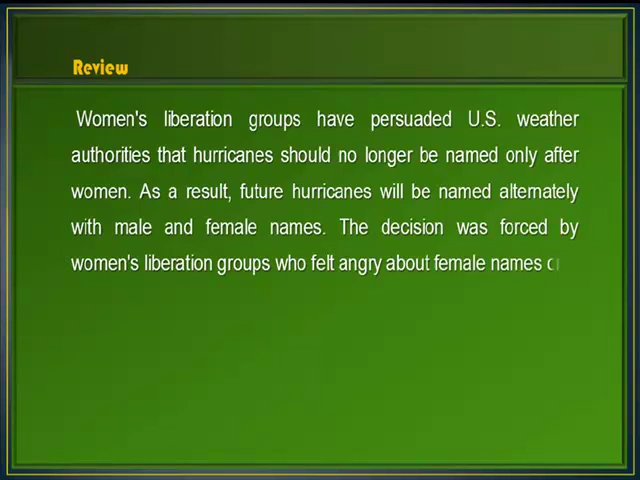 Review
Women's liberation groups have persuaded U.S. weather
authorities that hurricanes should no longer be named only after
women. As a result, future hurricanes will be named alternately
with male and female names. The decision was forced by
women's liberation groups who felt angry about female names